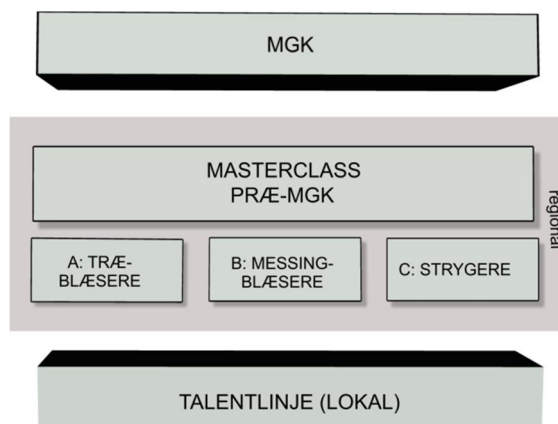 MGK
MASTERCLASS
PRÆ-MGK
regional
A: TRÆ-
BLÆSERE
B: MESSING-
BLÆSERE
C: STRYGERE
TALENTLINJE (LOKAL)